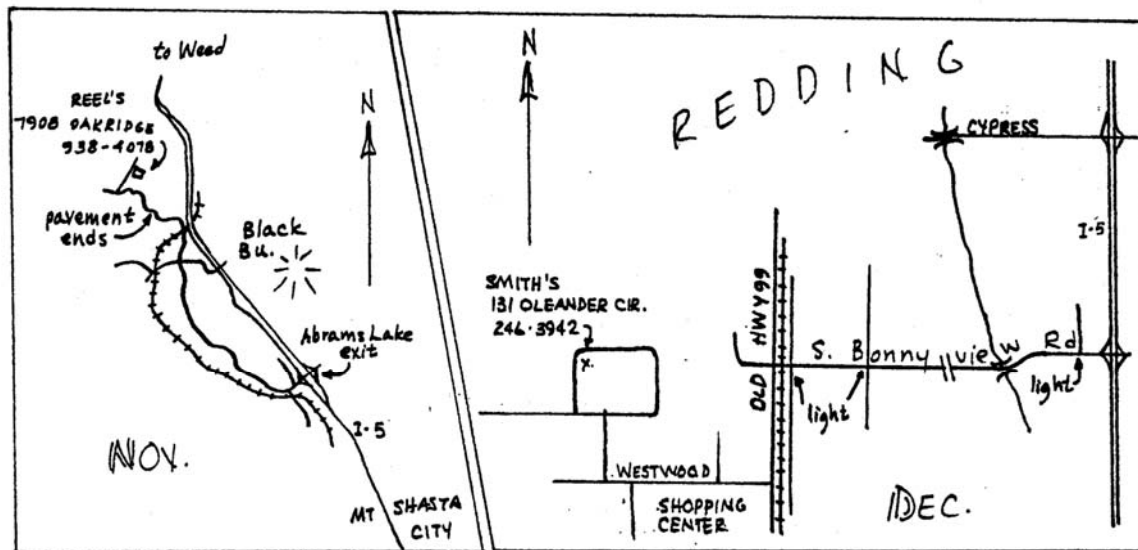 to Weed
REEL'S
7908 OAKRIDGE
938-4078
N
pavement
ends
Black
Bu.
Abrams Lake
exit
I-5
NOV.
MT SHASTA
CITY
N
REDDING
CYPRESS
I-5
SMITH'S
131 OLEANDER CIR.
246-3942
x.
OLD HWY 99
S. Bonny view Rd
light
light
WESTWOOD
SHOPPING
CENTER
DEC.